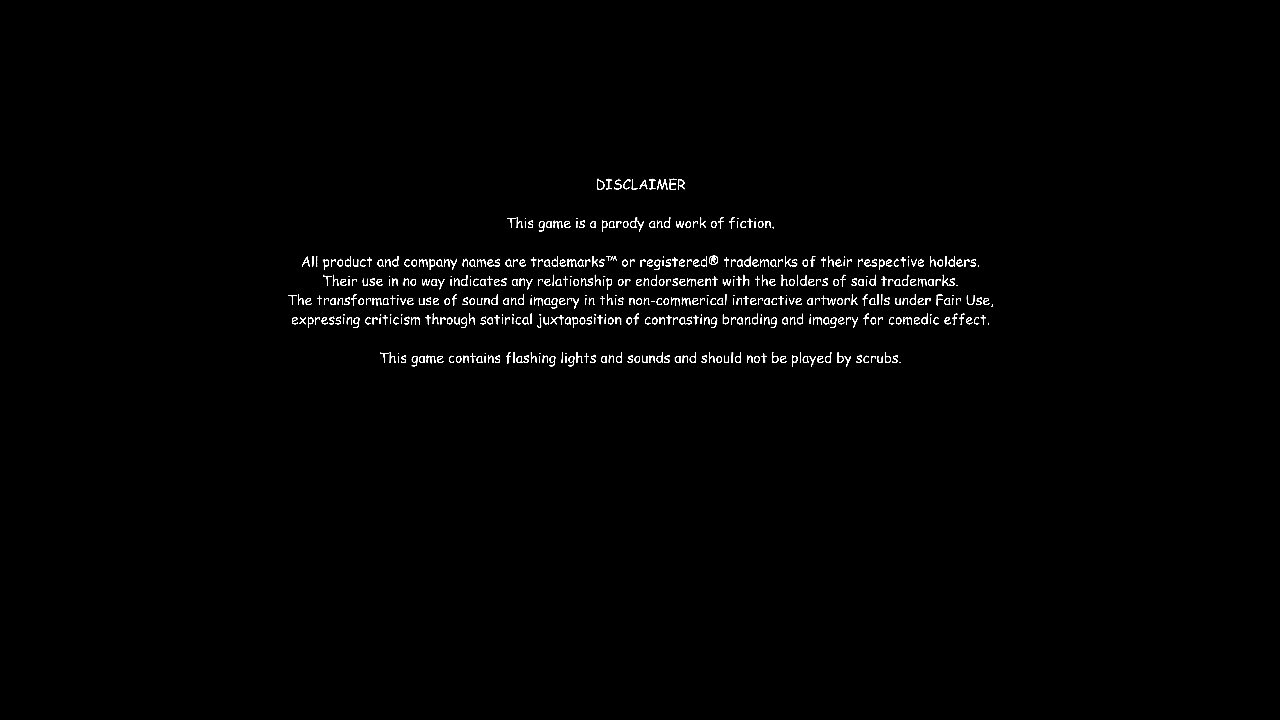 DISCLAIMER
This game is a parody and work of fiction.
All product and company names are trademarks™ or registered® trademarks of their respective holders.
Their use in no way indicates any relationship or endorsement with the holders of said trademarks.
The transformative use of sound and imagery in this non-commerical interactive artwork falls under Fair Use,
expressing criticism through satirical juxtaposition of contrasting branding and imagery for comedic effect.
This game contains flashing lights and sounds and should not be played by scrubs.